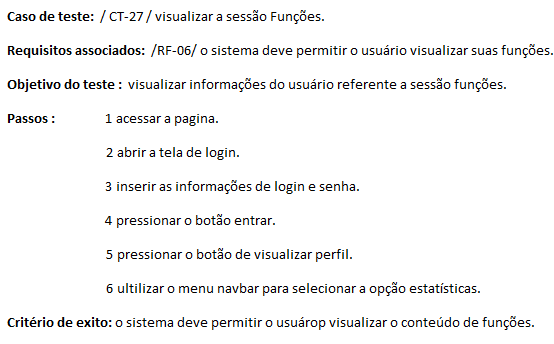 Caso de teste: / CT-27 / visualizar a sessão Funções.
Requisitos associados: /RF-06/ o sistema deve permitir o usuário visualizar suas funções.
Objetivo do teste : visualizar informações do usuário referente a sessão funções.
Passos : 1 acessar a pagina.
2 abrir a tela de login.
3 inserir as informações de login e senha.
4 pressionar o botão entrar.
5 pressionar o botão de visualizar perfil.
6 ultilizar o menu navbar para selecionar a opção estatísticas.
Critério de exito: o sistema deve permitir o usuárop visualizar o conteúdo de funções.